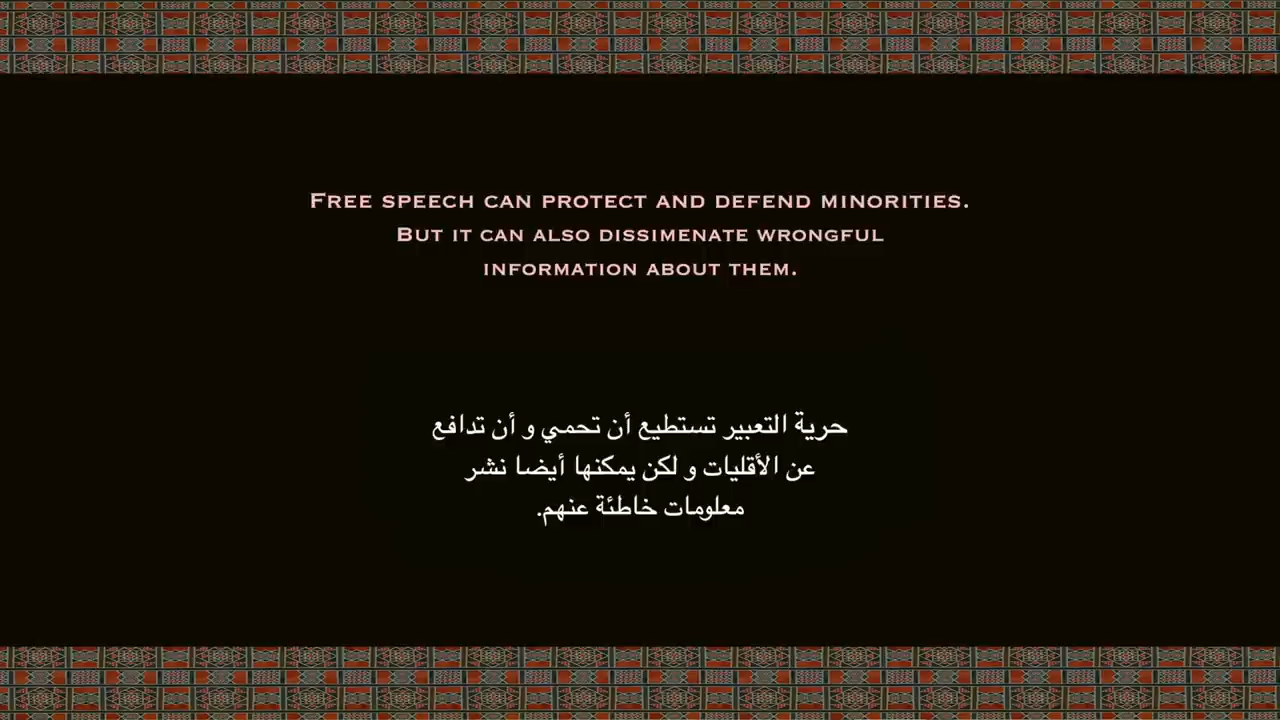 Free speech can protect and defend minorities.
But it can also dissimenate wrongful
information about them.
حرية التعبير تستطيع أن تحمي و أن تدافع
عن الأقليات و لكن يمكنها أيضا نشر
معلومات خاطئة عنهم.